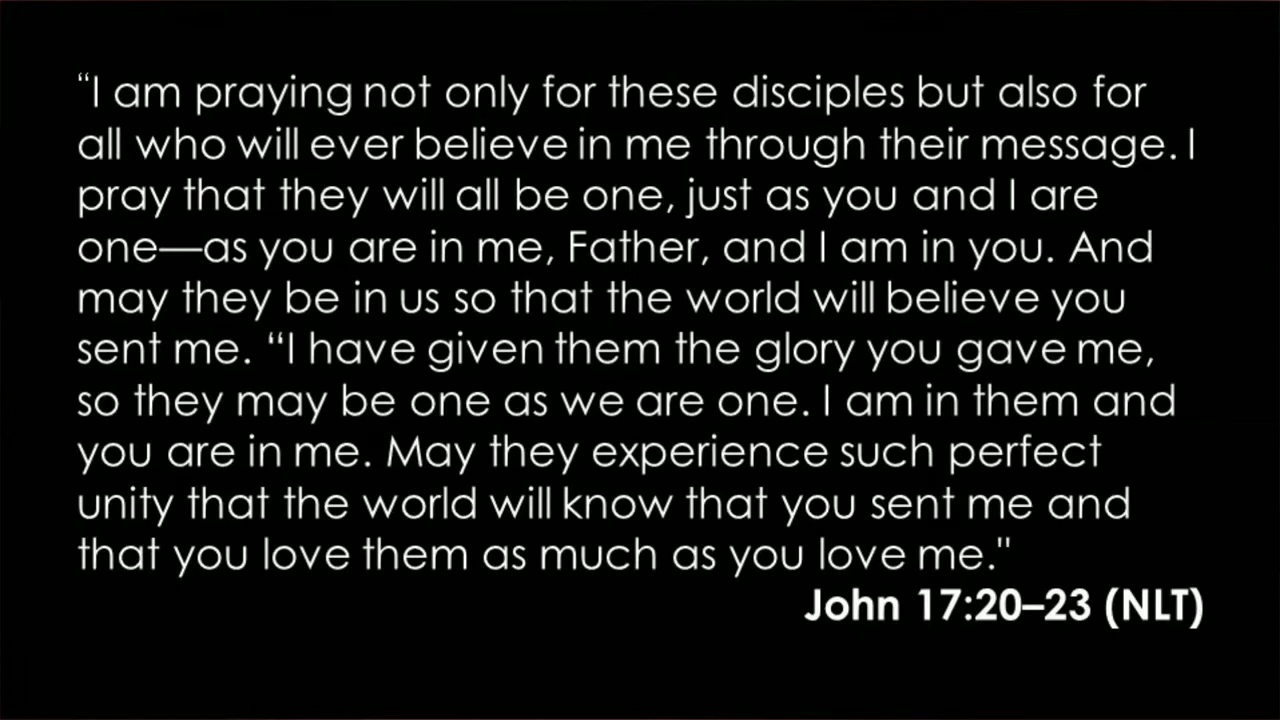 “I am praying not only for these disciples but also for
all who will ever believe in me through their message. I
pray that they will all be one, just as you and I are
one—as you are in me, Father, and I am in you. And
may they be in us so that the world will believe you
sent me. “I have given them the glory you gave me,
so they may be one as we are one. I am in them and
you are in me. May they experience such perfect
unity that the world will know that you sent me and
that you love them as much as you love me."
John 17:20–23 (NLT)